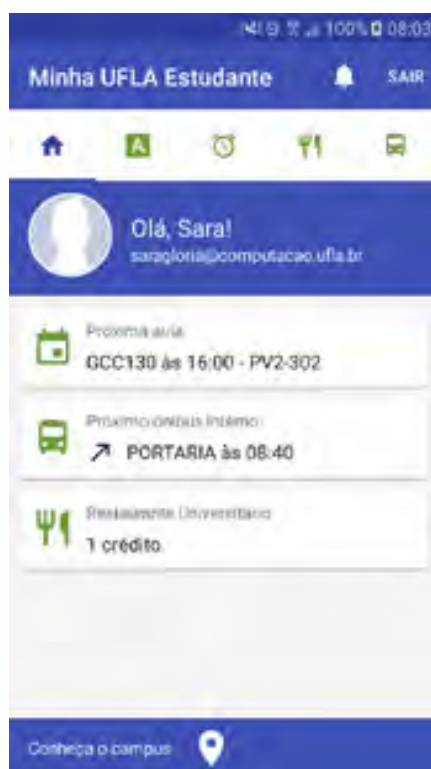 100% 08:03
Minha UFLA Estudante SAIR
A
Olá, Sara!
saragloria@computacao.ufla.br
Próxima aula
GCC130 às 16:00 - PV2-302
Próximo ônibus interno
PORTARIA às 08:40
Restaurante Universitário
1 crédito
Conheça o campus